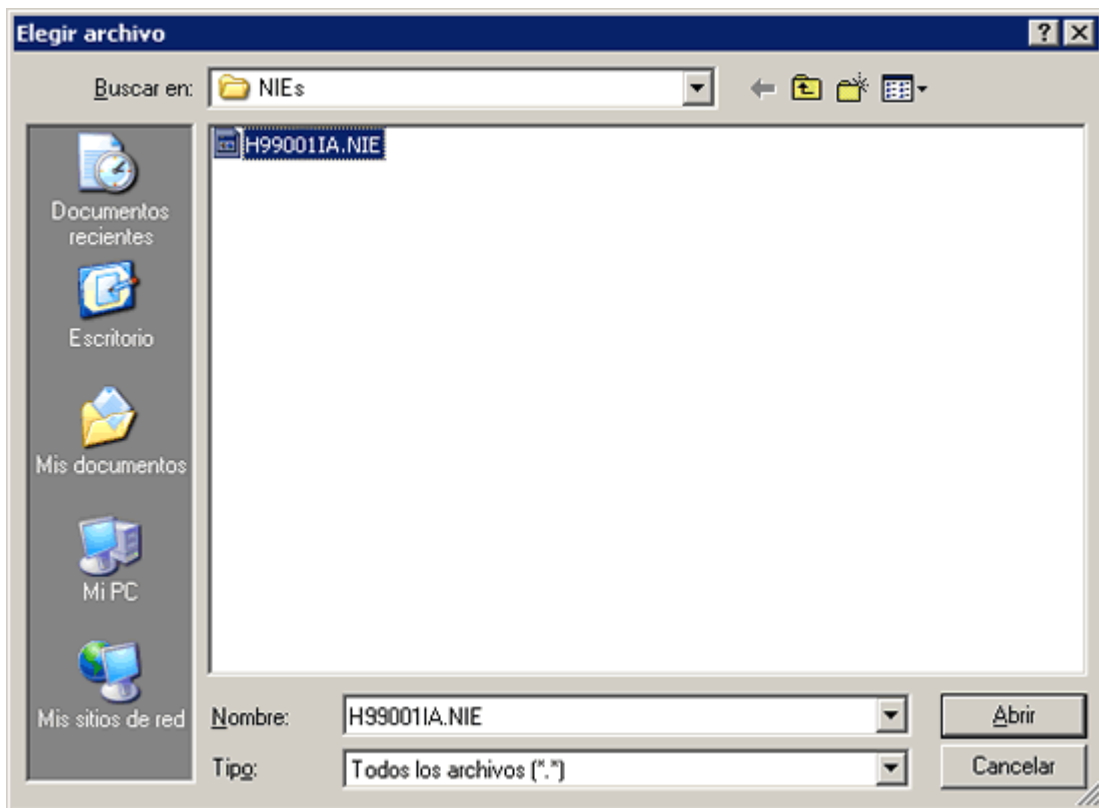 Elegir archivo
Buscar en: NIEs
H99001IA.NIE
Documentos
recientes
Escritorio
Mis documentos
Mi PC
Mis sitios de red
Nombre: H99001IA.NIE Abrir
Tipo: Todos los archivos (*.*) Cancelar